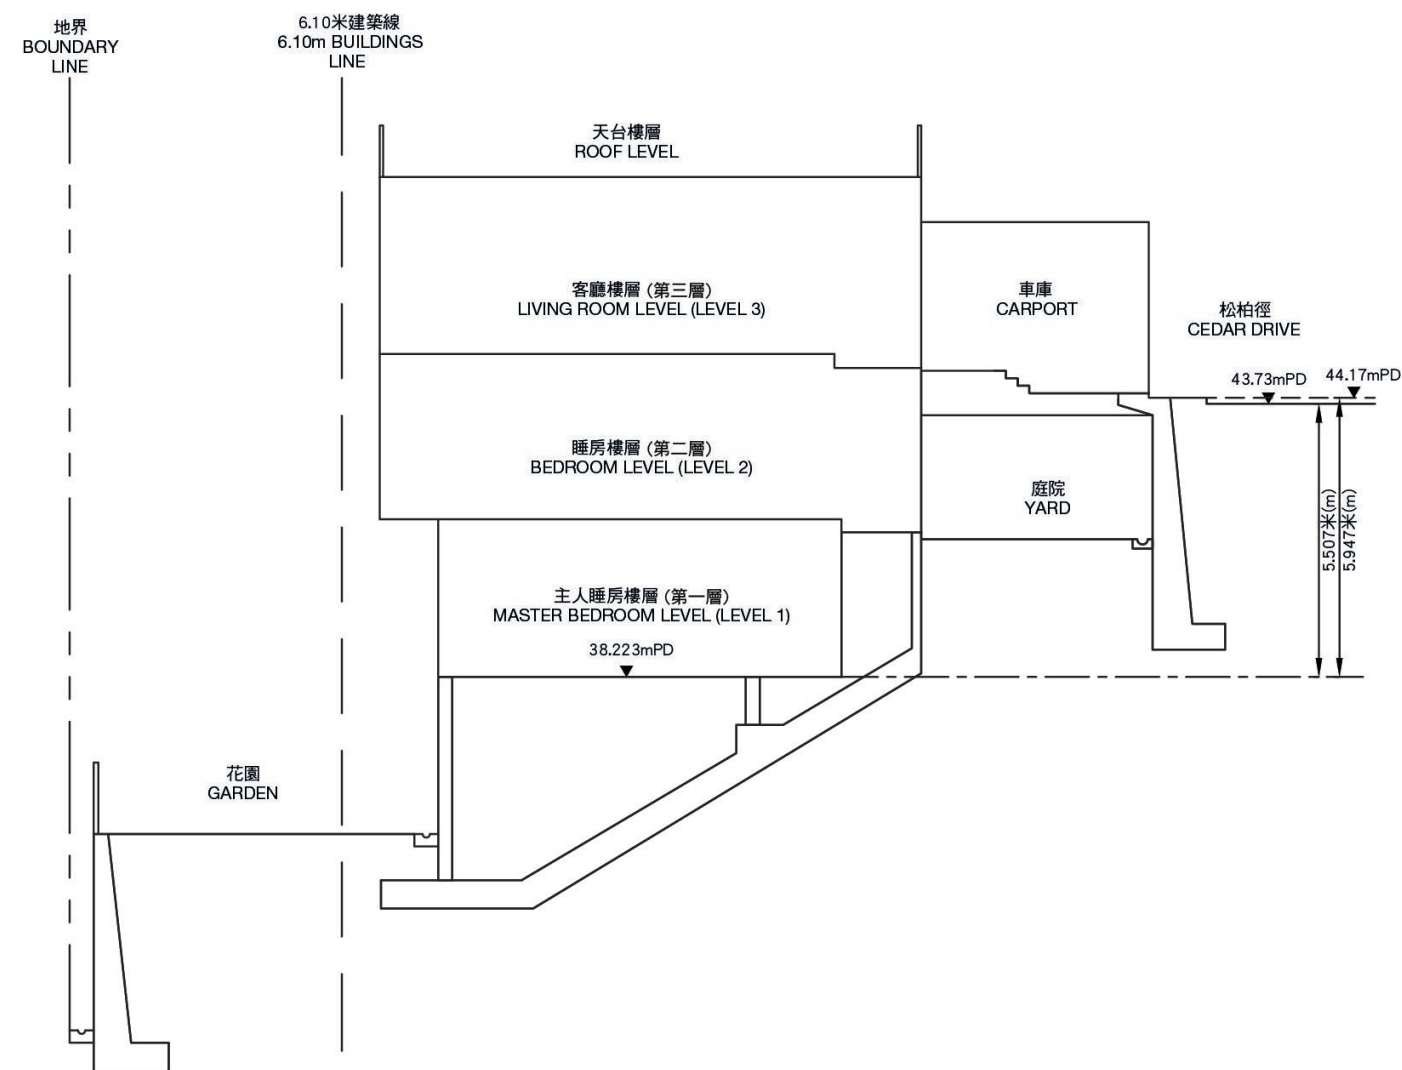 地界
BOUNDARY
LINE
6.10米建築線
6.10m BUILDINGS
LINE
天台樓層
ROOF LEVEL
客廳樓層 (第三層)
LIVING ROOM LEVEL (LEVEL 3)
車庫
CARPORT
松柏徑
CEDAR DRIVE
43.73mPD
44.17mPD
睡房樓層 (第二層)
BEDROOM LEVEL (LEVEL 2)
庭院
YARD
5.507米(m)
5.947米(m)
主人睡房樓層 (第一層)
MASTER BEDROOM LEVEL (LEVEL 1)
38.223mPD
花園
GARDEN